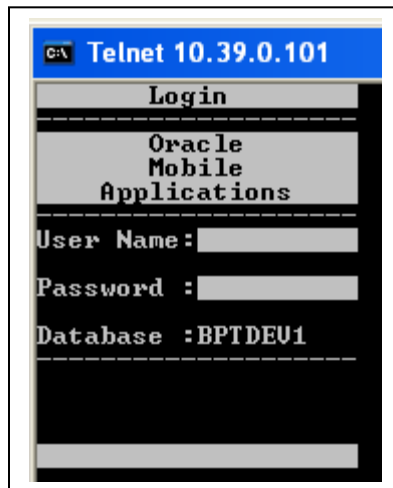 C:\ Telnet 10.39.0.101
Login
--------------------
Oracle
Mobile
Applications
--------------------
User Name:
Password :
Database :BPTDEV1
--------------------